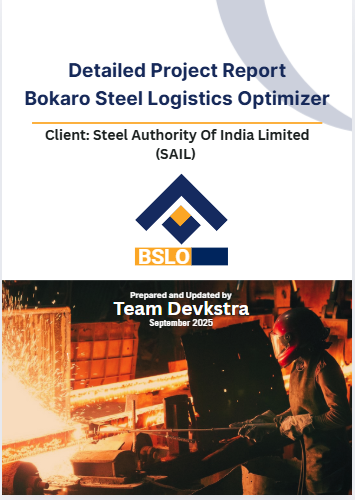 Detailed Project Report
Bokaro Steel Logistics Optimizer
Client: Steel Authority Of India Limited
(SAIL)
BSLO
Prepared and Updated by
Team Devkstra
September 2025